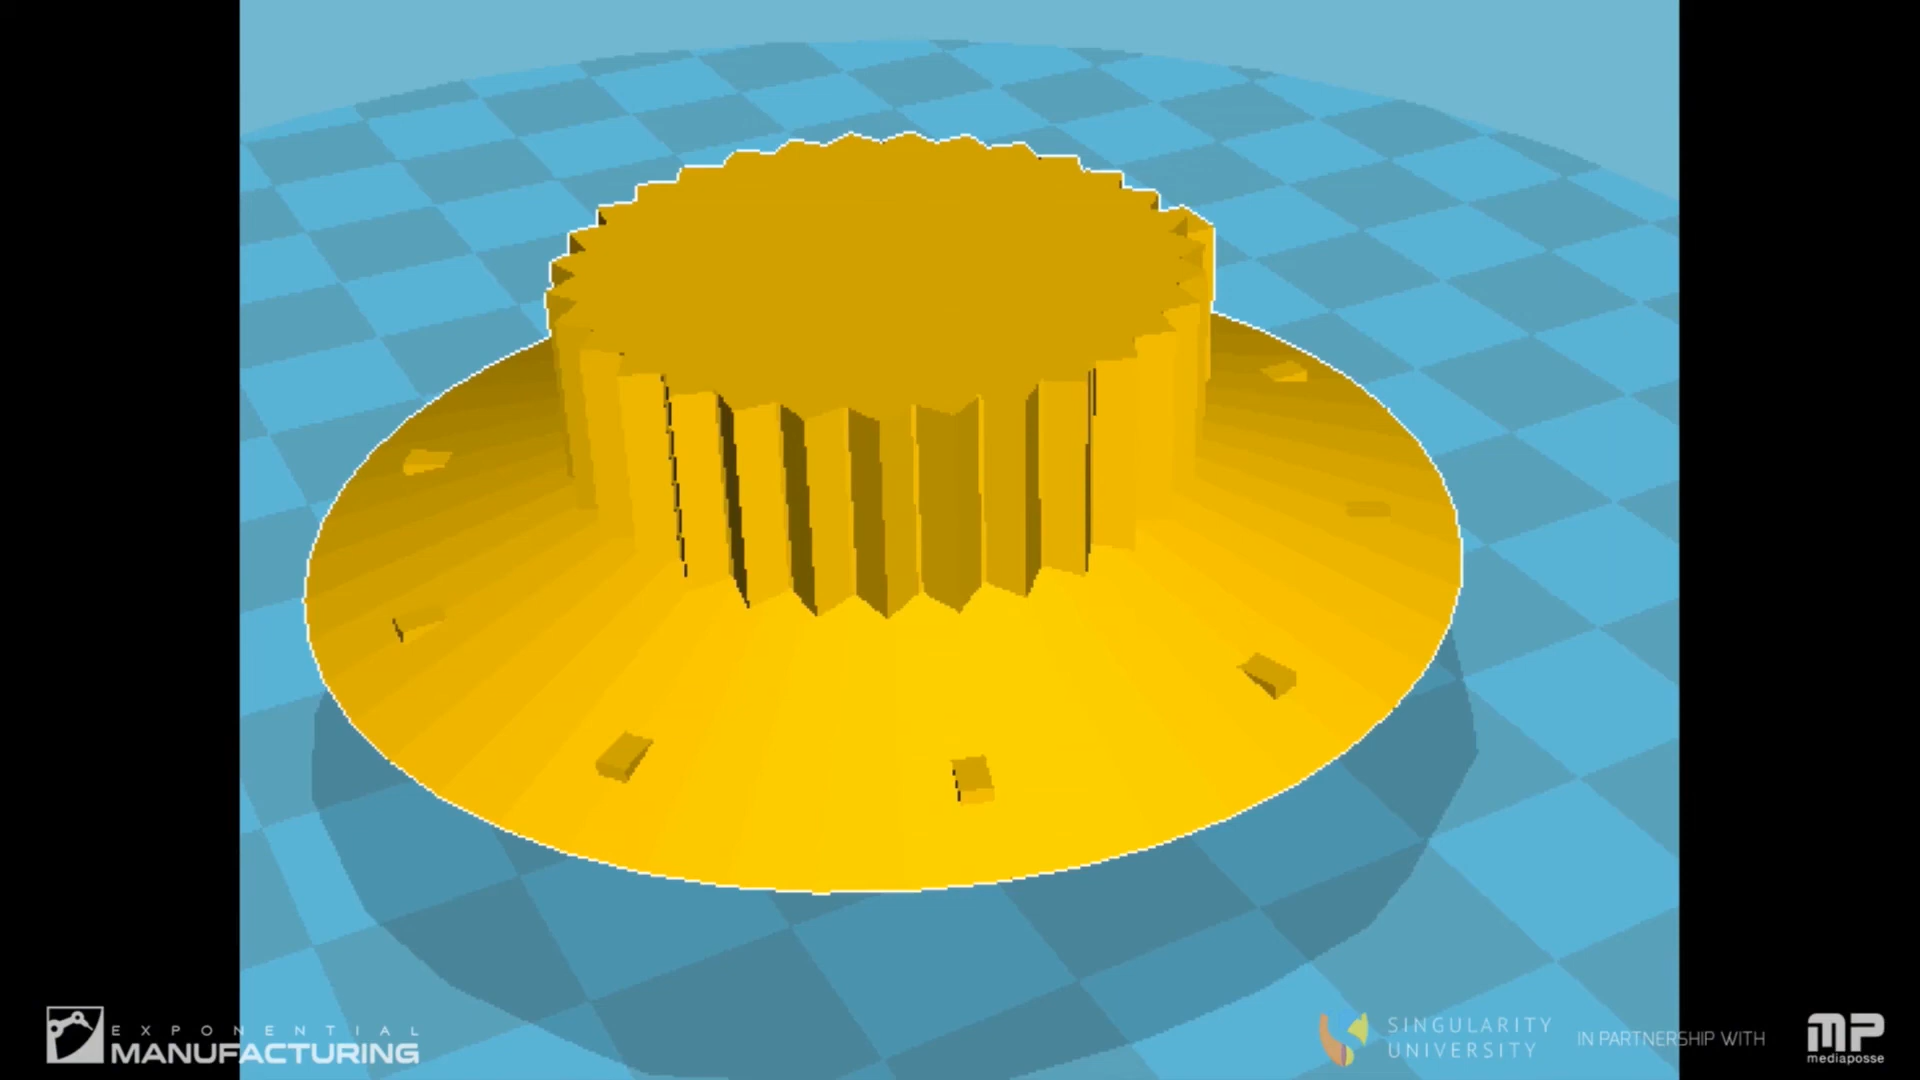 EXPONENTIAL
MANUFACTURING
SINGULARITY
UNIVERSITY
IN PARTNERSHIP WITH
MP
mediaposse